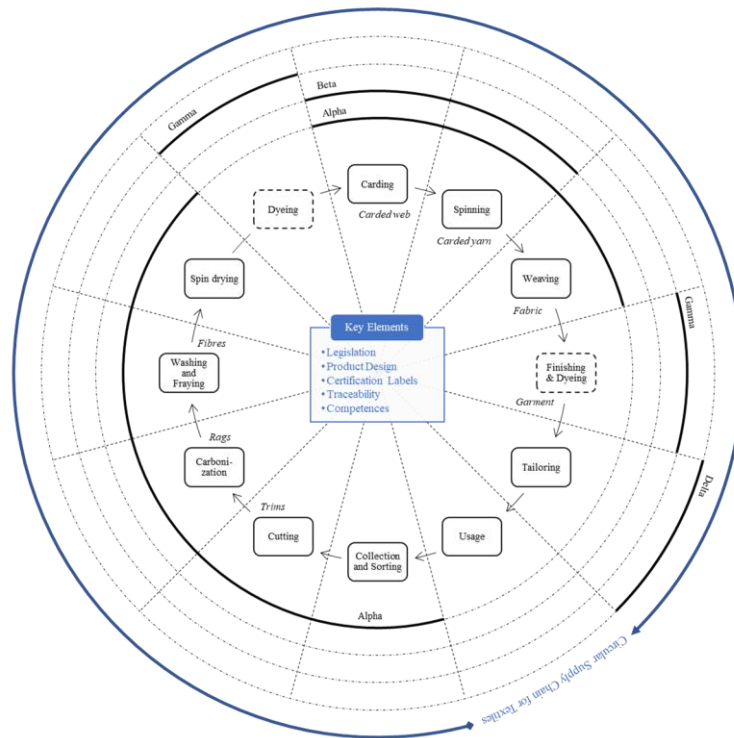 Beta
Gamma
Alpha
Carding
Dyeing
Carded web
Spinning
Carded yarn
Spin drying
Weaving
Fabric
Gamma
Key Elements
• Legislation
• Product Design
• Certification Labels
• Traceability
• Competences
Fibres
Washing
and
Fraying
Finishing
& Dyeing
Garment
Rags
Carboni-
zation
Tailoring
Delta
Trims
Cutting
Usage
Collection
and Sorting
Alpha
Circular Supply Chain for Textiles